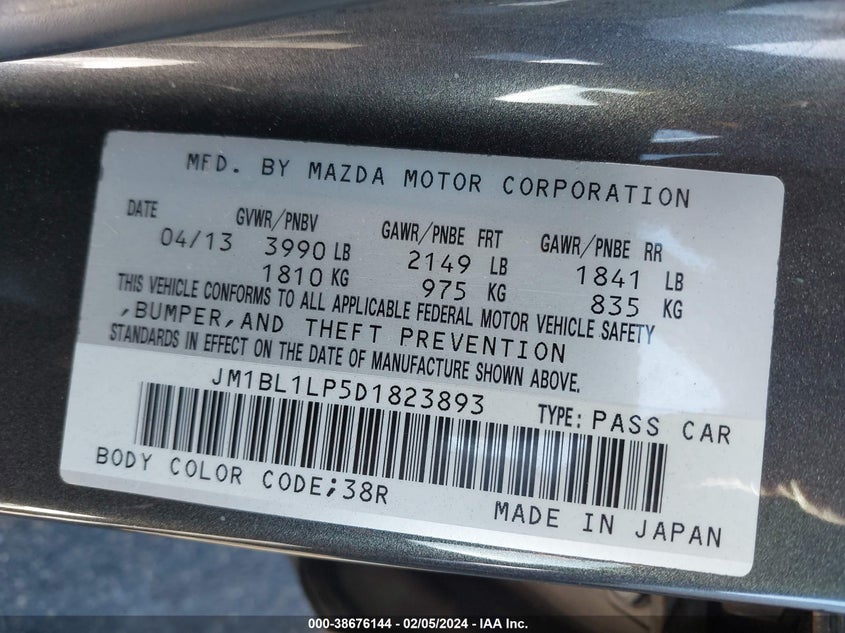 MFD. BY MAZDA MOTOR CORPORATION
DATE GVWR/PNBV GAWR/PNBE FRT GAWR/PNBE RR
04/13 3990 LB 2149 LB 1841 LB
1810 KG 975 KG 835 KG
THIS VEHICLE CONFORMS TO ALL APPLICABLE FEDERAL MOTOR VEHICLE SAFETY
,BUMPER,AND THEFT PREVENTION
STANDARDS IN EFFECT ON THE DATE OF MANUFACTURE SHOWN ABOVE.
JM1BL1LP5D1823893 TYPE: PASS CAR
BODY COLOR CODE;38R MADE IN JAPAN
000-38676144 — 02/05/2024 — IAA Inc.